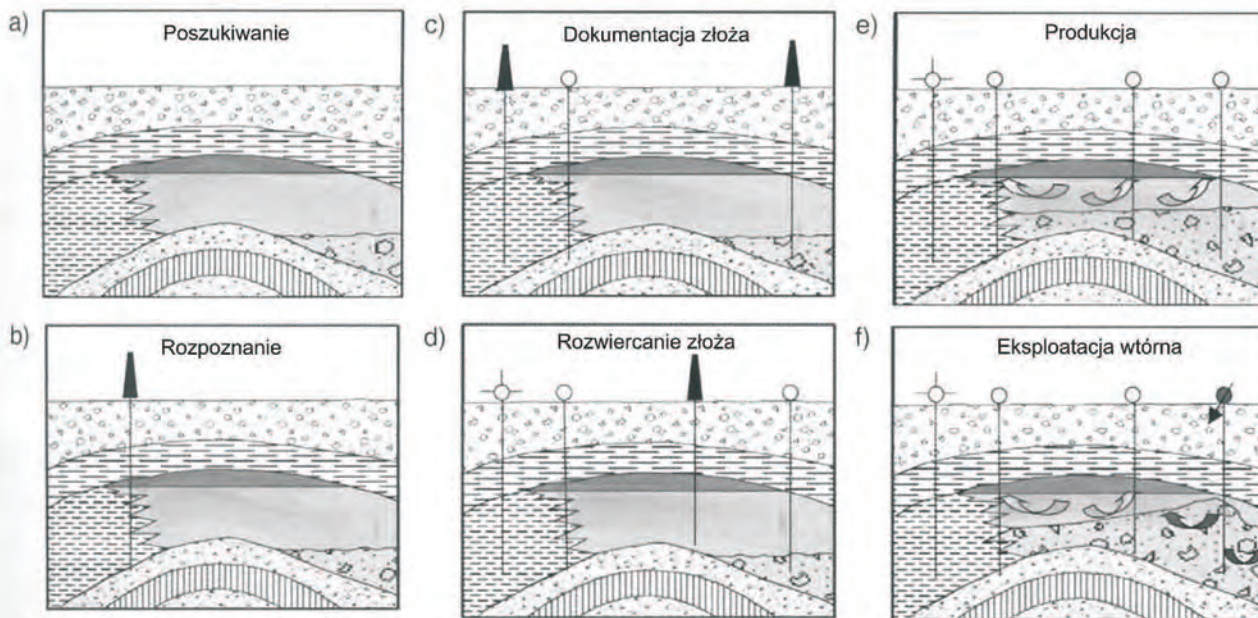 a)
Poszukiwanie
b)
Rozpoznanie
c)
Dokumentacja złoża
d)
Rozwiercanie złoża
e)
Produkcja
f)
Eksploatacja wtórna